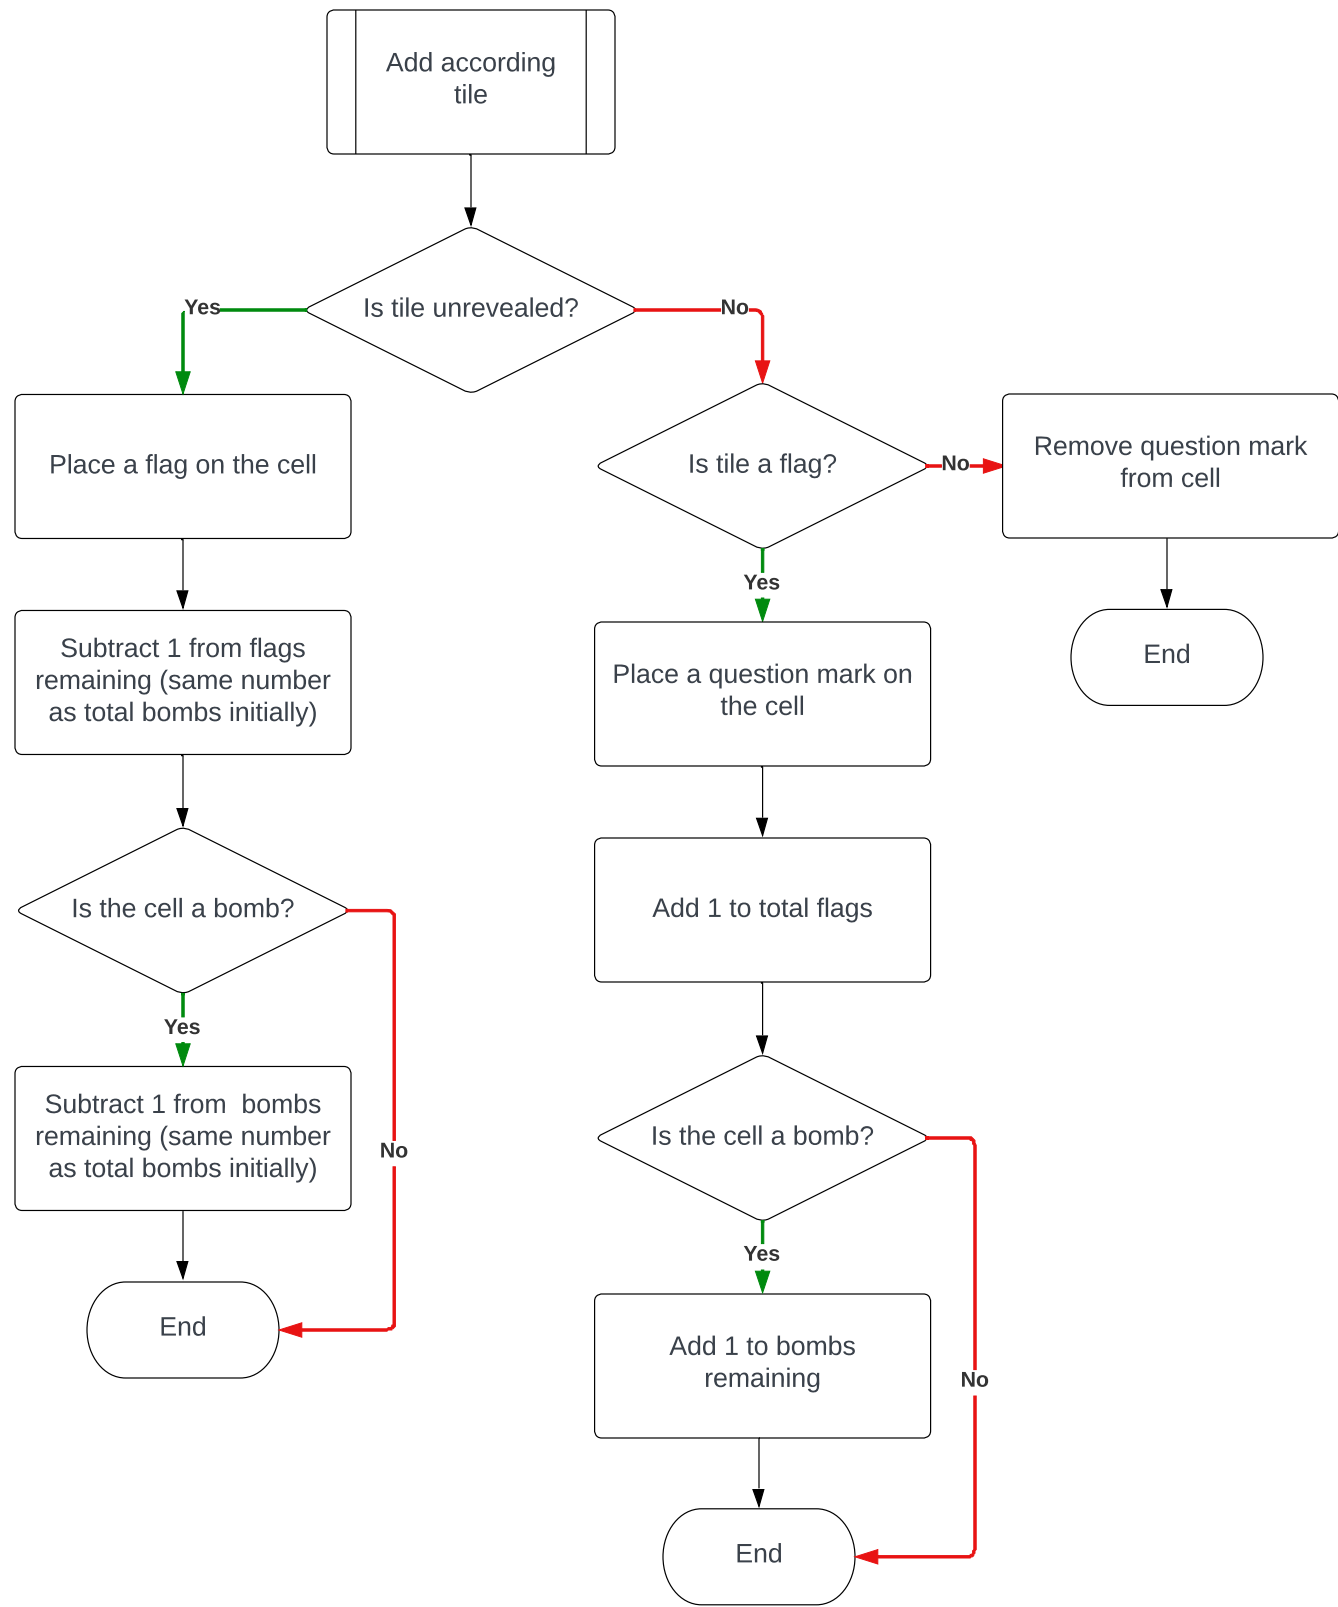 Add according
tile
Is tile unrevealed?
Yes
No
Place a flag on the cell
Is tile a flag?
No
Remove question mark
from cell
Yes
End
Subtract 1 from flags
remaining (same number
as total bombs initially)
Place a question mark on
the cell
Is the cell a bomb?
Add 1 to total flags
Yes
Subtract 1 from  bombs
remaining (same number
as total bombs initially)
No
Is the cell a bomb?
Yes
End
Add 1 to bombs
remaining
No
End